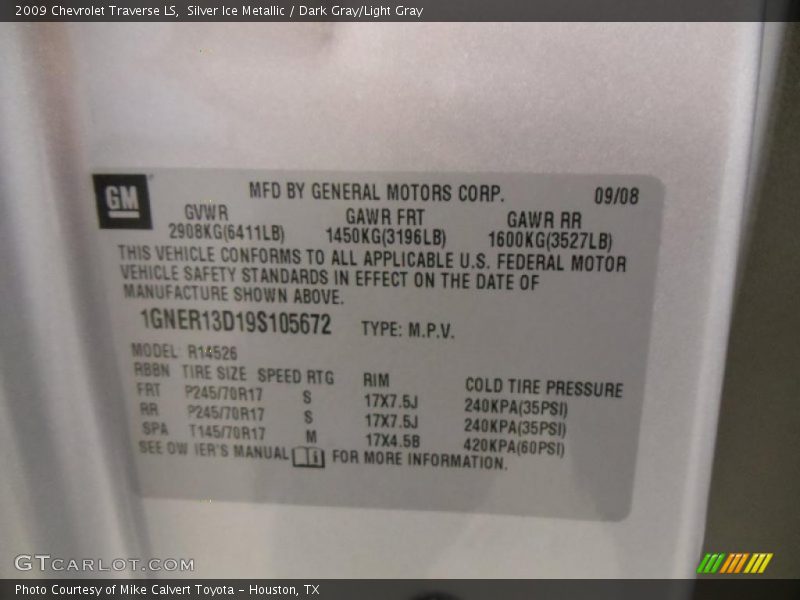 2009 Chevrolet Traverse LS, Silver Ice Metallic / Dark Gray/Light Gray
GM MFD BY GENERAL MOTORS CORP. 09/08
GVWR GAWR FRT GAWR RR
2908KG(6411LB) 1450KG(3196LB) 1600KG(3527LB)
THIS VEHICLE CONFORMS TO ALL APPLICABLE U.S. FEDERAL MOTOR
VEHICLE SAFETY STANDARDS IN EFFECT ON THE DATE OF
MANUFACTURE SHOWN ABOVE.
1GNER13D19S105672 TYPE: M.P.V.
MODEL: R14526
RBBN TIRE SIZE SPEED RTG RIM COLD TIRE PRESSURE
FRT P245/70R17 S 17X7.5J 240KPA(35PSI)
RR P245/70R17 S 17X7.5J 240KPA(35PSI)
SPA T145/70R17 M 17X4.5B 420KPA(60PSI)
SEE OW IER'S MANUAL i FOR MORE INFORMATION.
GTCARLOT.COM
Photo Courtesy of Mike Calvert Toyota - Houston, TX